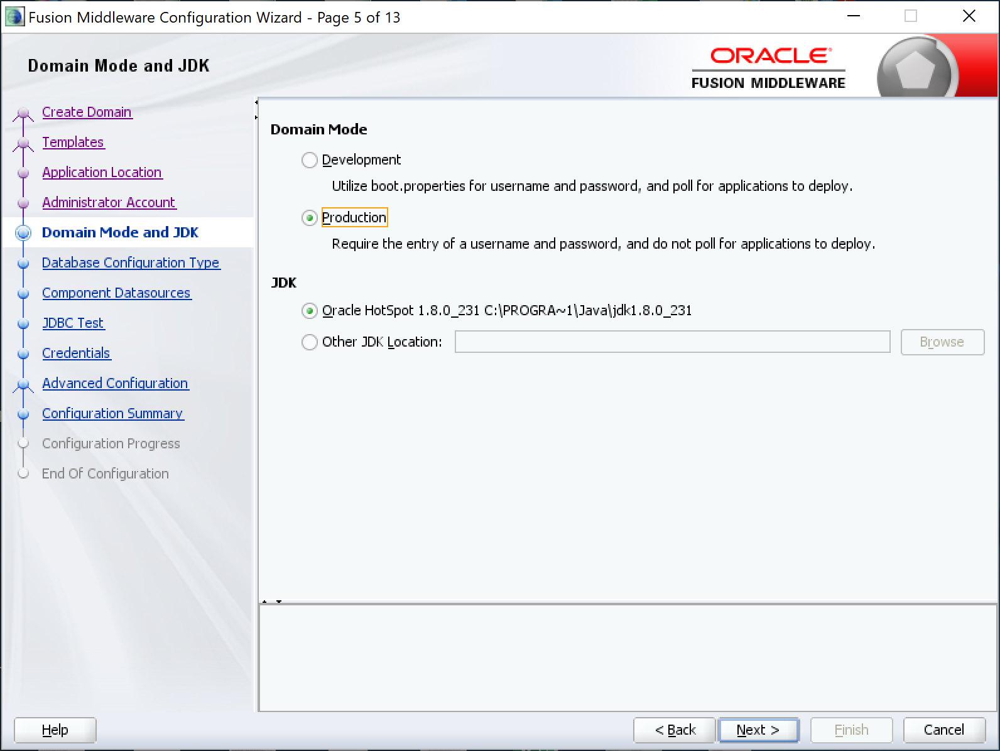 Fusion Middleware Configuration Wizard - Page 5 of 13
Domain Mode and JDK
ORACLE
FUSION MIDDLEWARE
Create Domain
Templates
Application Location
Administrator Account
Domain Mode and JDK
Database Configuration Type
Component Datasources
JDBC Test
Credentials
Advanced Configuration
Configuration Summary
Configuration Progress
End Of Configuration
Domain Mode
Development
Utilize boot.properties for username and password, and poll for applications to deploy.
Production
Require the entry of a username and password, and do not poll for applications to deploy.
JDK
Oracle HotSpot 1.8.0_231 C:\PROGRA~1\Java\jdk1.8.0_231
Other JDK Location:
Browse
Help
< Back
Next >
Finish
Cancel